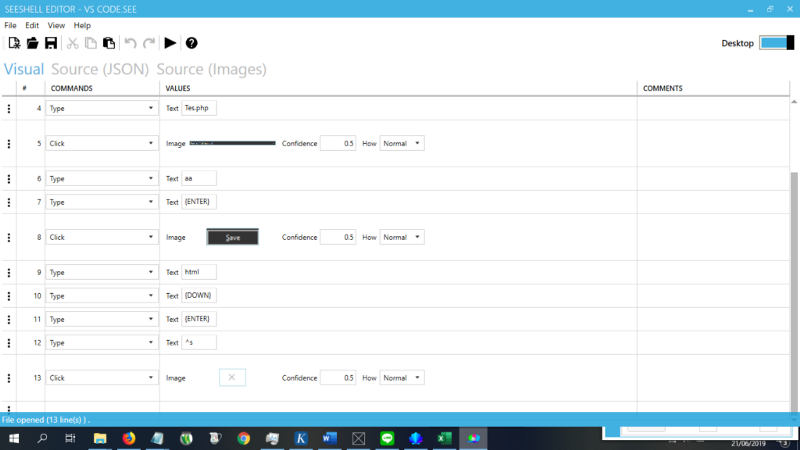 SEESHELL EDITOR - VS CODE.SEE
File Edit View Help
Desktop
Visual Source (JSON) Source (Images)
# COMMANDS VALUES COMMENTS
4 Type Text Tes.php
5 Click Image Confidence 0.5 How Normal
6 Type Text aa
7 Type Text {ENTER}
8 Click Image Save Confidence 0.5 How Normal
9 Type Text html
10 Type Text {DOWN}
11 Type Text {ENTER}
12 Type Text ^s
13 Click Image Confidence 0.5 How Normal
File opened (13 line(s) ) .
21/06/2019